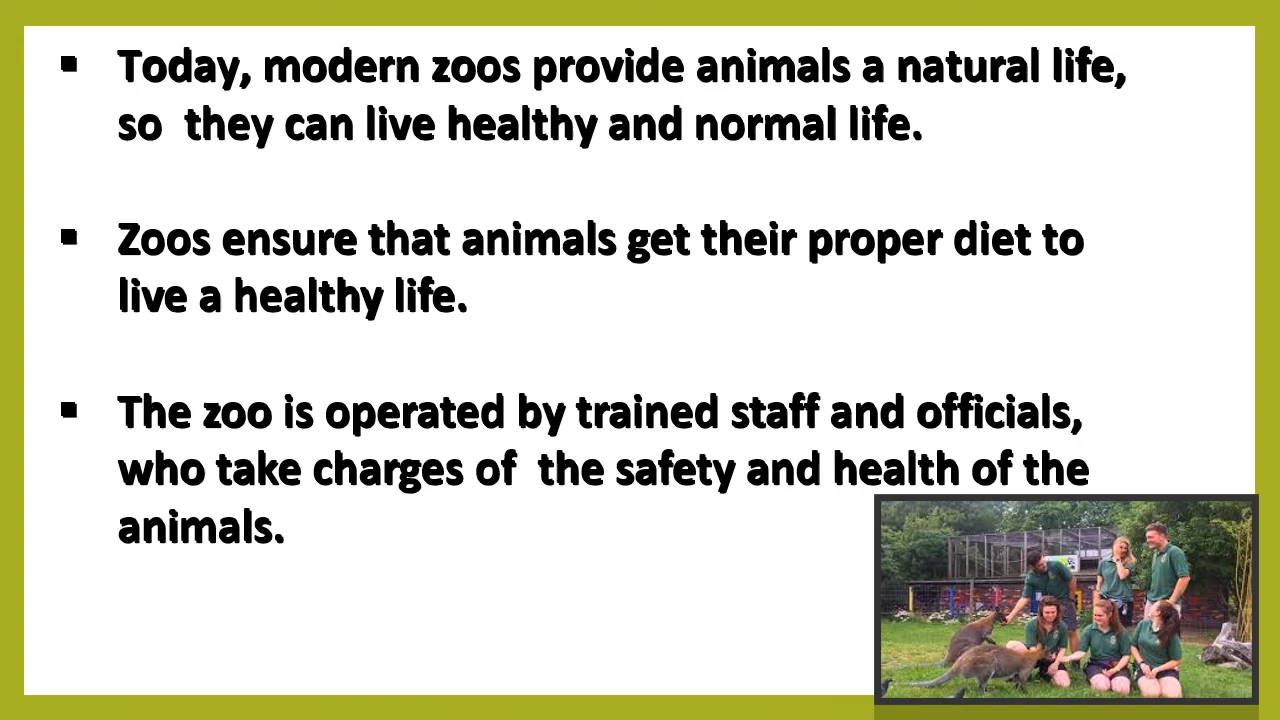 ▪ Today, modern zoos provide animals a natural life,
so  they can live healthy and normal life.
▪ Zoos ensure that animals get their proper diet to
live a healthy life.
▪ The zoo is operated by trained staff and officials,
who take charges of  the safety and health of the
animals.